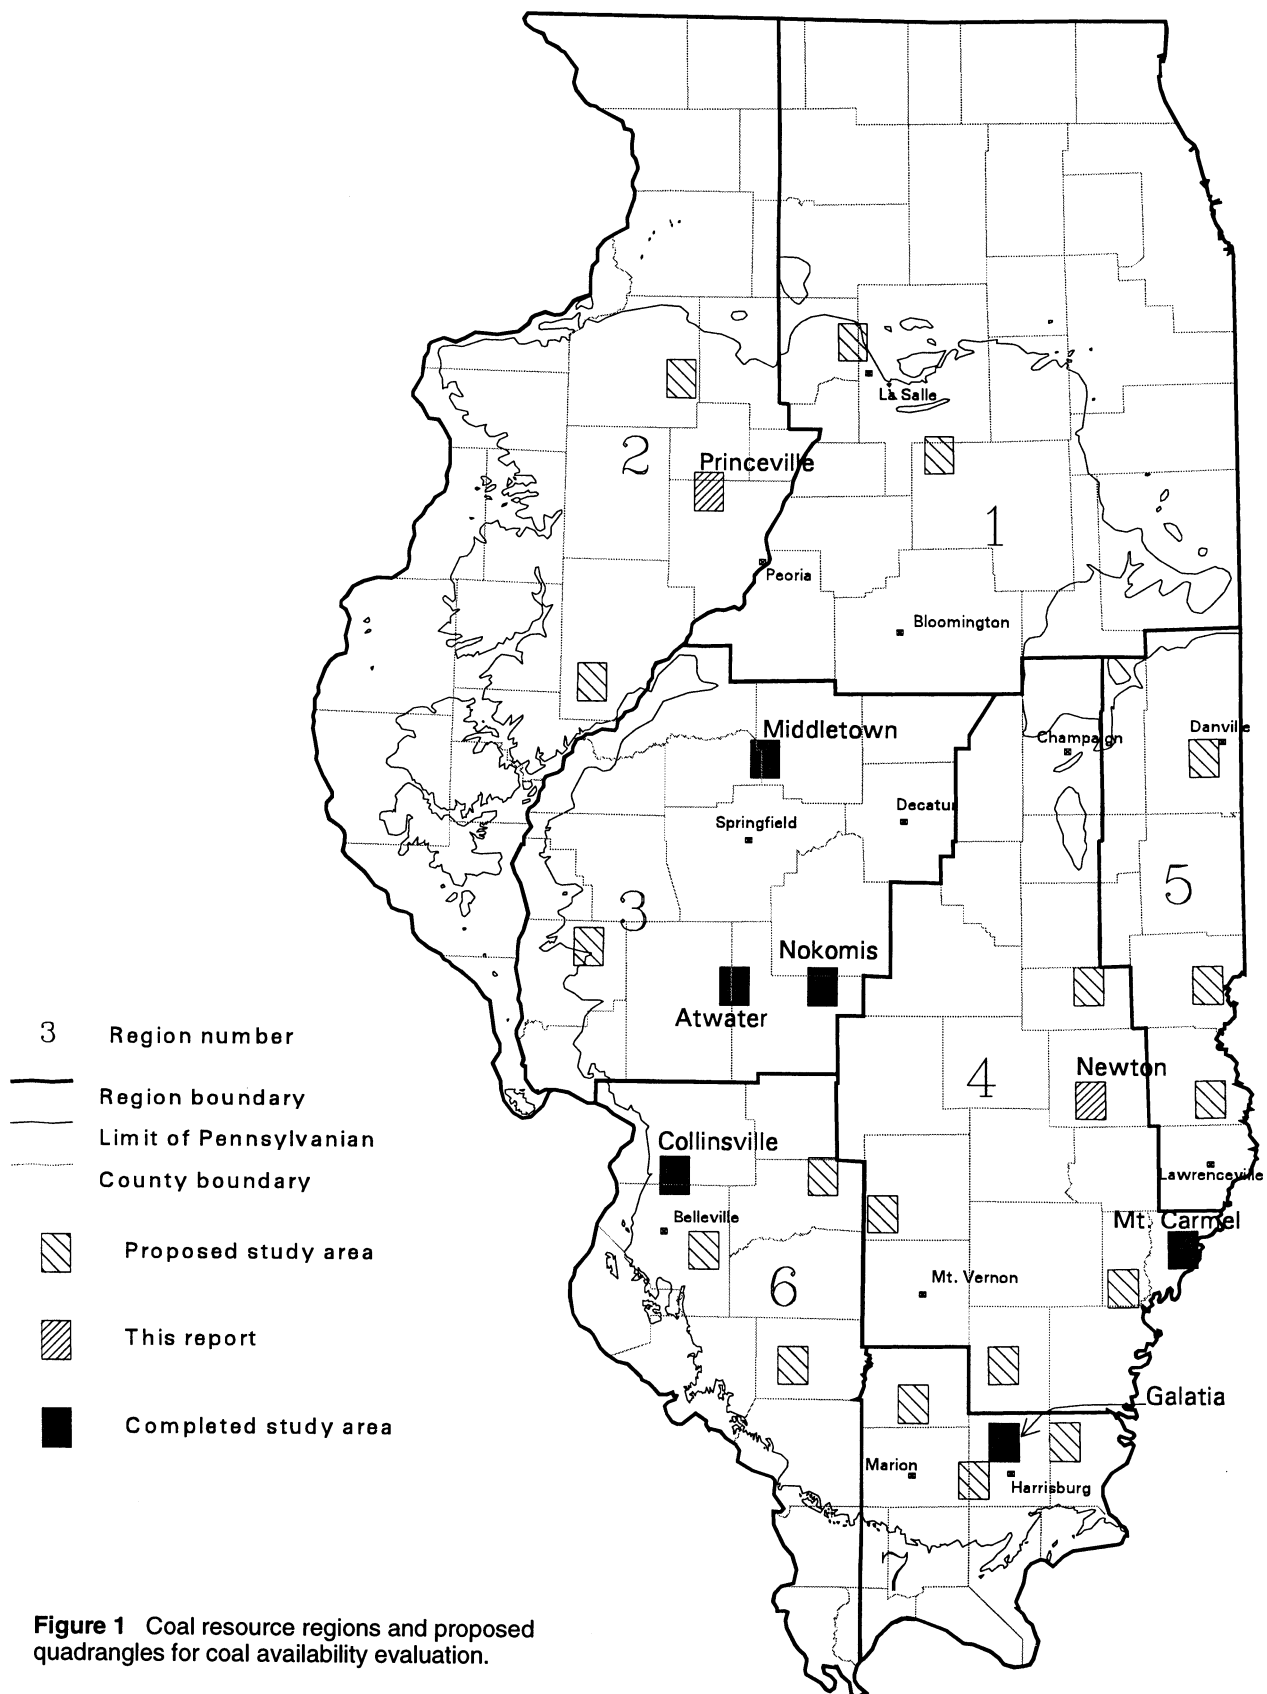 La Salle
2
Princeville
1
Peoria
Bloomington
Middletown
Champaign
Danville
Decatur
Springfield
5
3
Nokomis
Atwater
3 Region number
Region boundary
Limit of Pennsylvanian
County boundary
Proposed study area
This report
Completed study area
4
Newton
Collinsville
Lawrenceville
Belleville
Mt. Carmel
6
Mt. Vernon
Galatia
Marion
Harrisburg
7
Figure 1 Coal resource regions and proposed
quadrangles for coal availability evaluation.